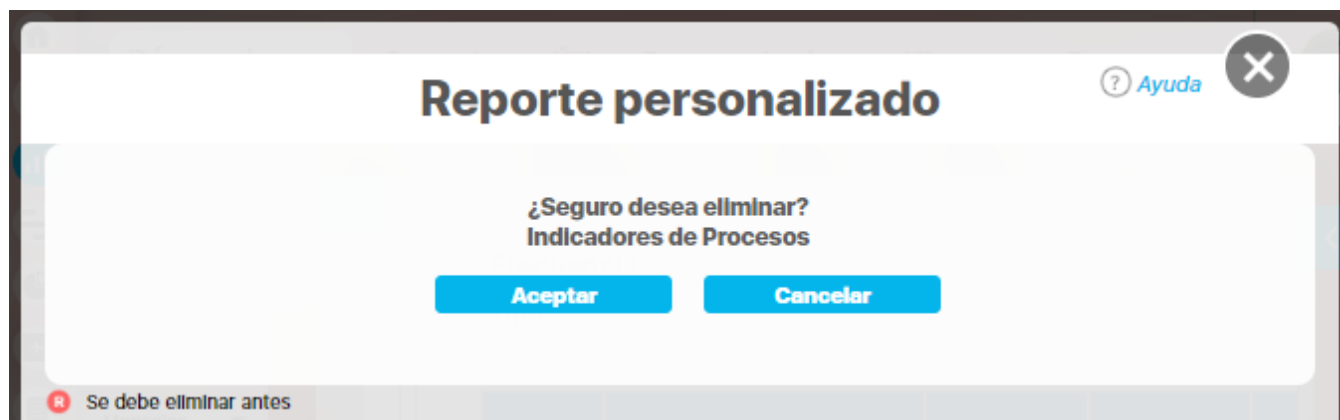 Reporte personalizado
? Ayuda
¿Seguro desea eliminar?
Indicadores de Procesos
Aceptar
Cancelar
R Se debe eliminar antes